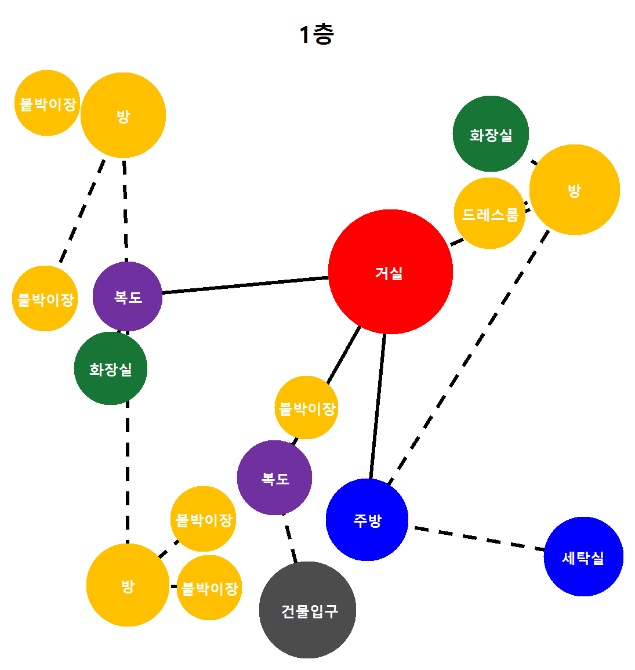 1층
붙박이장
방
화장실
방
드레스룸
거실
붙박이장
복도
화장실
붙박이장
복도
붙박이장
주방
세탁실
방
붙박이장
건물입구